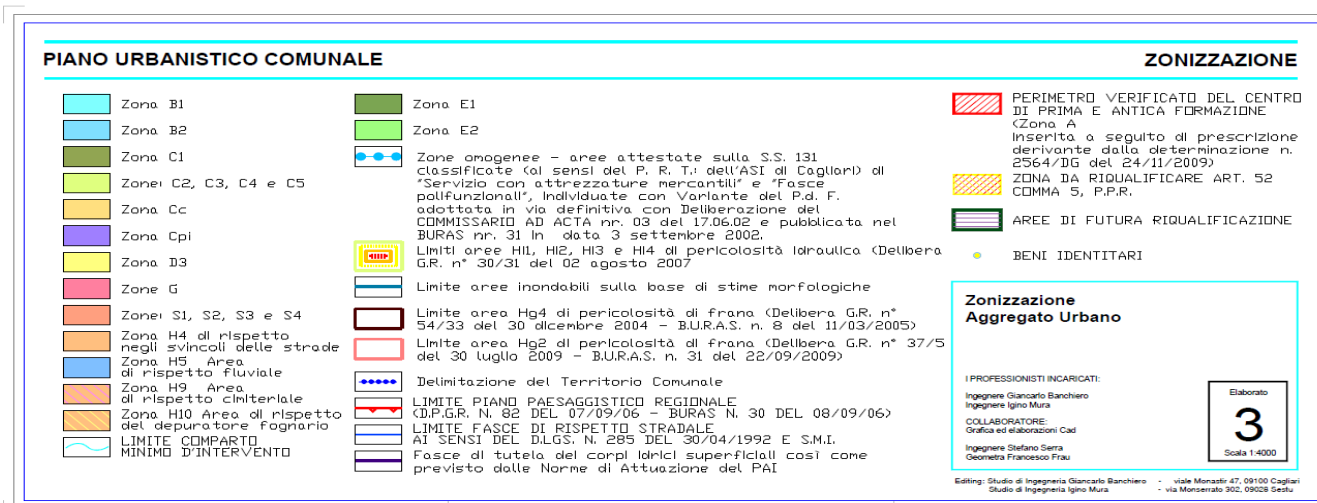 PIANO URBANISTICO COMUNALE
ZONIZZAZIONE
Zona B1
Zona B2
Zona C1
Zone: C2, C3, C4 e C5
Zona Cc
Zona Cpi
Zona D3
Zone G
Zone: S1, S2, S3 e S4
Zona H4 di rispetto
negli svincoli delle strade
Zona H5 Area
di rispetto fluviale
Zona H9 Area
di rispetto cimiteriale
Zona H10 Area di rispetto
del depuratore fognario
LIMITE COMPARTO
MINIMO D'INTERVENTO
Zona E1
Zona E2
Zone omogenee - aree attestate sulla S.S. 131
classificate (ai sensi del P. R. T.: dell'ASI di Cagliari) di
"Servizio con attrezzature mercantili" e "Fasce
polifunzionali", individuate con Variante del P.d. F.
adottata in via definitiva con Deliberazione del
COMMISSARIO AD ACTA nr. 03 del 17.06.02 e pubblicata nel
BURAS nr. 31 in data 3 settembre 2002.
Limiti aree Hi1, Hi2, Hi3 e Hi4 di pericolosità idraulica (Delibera
G.R. n° 30/31 del 02 agosto 2007
Limite aree inondabili sulla base di stime morfologiche
Limite area Hg4 di pericolosità di frana (Delibera G.R. n°
54/33 del 30 dicembre 2004 - B.U.R.A.S. n. 8 del 11/03/2005)
Limite area Hg2 di pericolosità di frana (Delibera G.R. n° 37/5
del 30 luglio 2009 - B.U.R.A.S. n. 31 del 22/09/2009)
Delimitazione del Territorio Comunale
LIMITE PIANO PAESAGGISTICO REGIONALE
(D.P.G.R. N. 82 DEL 07/09/06 - BURAS N. 30 DEL 08/09/06)
LIMITE FASCE DI RISPETTO STRADALE
AI SENSI DEL D.LGS. N. 285 DEL 30/04/1992 E S.M.I.
Fasce di tutela dei corpi idrici superficiali così come
previsto dalle Norme di Attuazione del PAI
PERIMETRO VERIFICATO DEL CENTRO
DI PRIMA E ANTICA FORMAZIONE
(Zona A
inserita a seguito di prescrizione
derivante dalla determinazione n.
2564/DG del 24/11/2009)
ZONA DA RIQUALIFICARE ART. 52
COMMA 5, P.P.R.
AREE DI FUTURA RIQUALIFICAZIONE
BENI IDENTITARI
Zonizzazione
Aggregato Urbano
I PROFESSIONISTI INCARICATI:
Ingegnere Giancarlo Banchiero
Ingegnere Igino Mura
COLLABORATORE:
Grafica ed elaborazioni Cad
Ingegnere Stefano Serra
Geometra Francesco Frau
Elaborato
3
Scala 1:4000
Editing: Studio di Ingegneria Giancarlo Banchiero - viale Monastir 47, 09100 Cagliari
Studio di Ingegneria Igino Mura - via Monserrato 302, 09028 Sestu